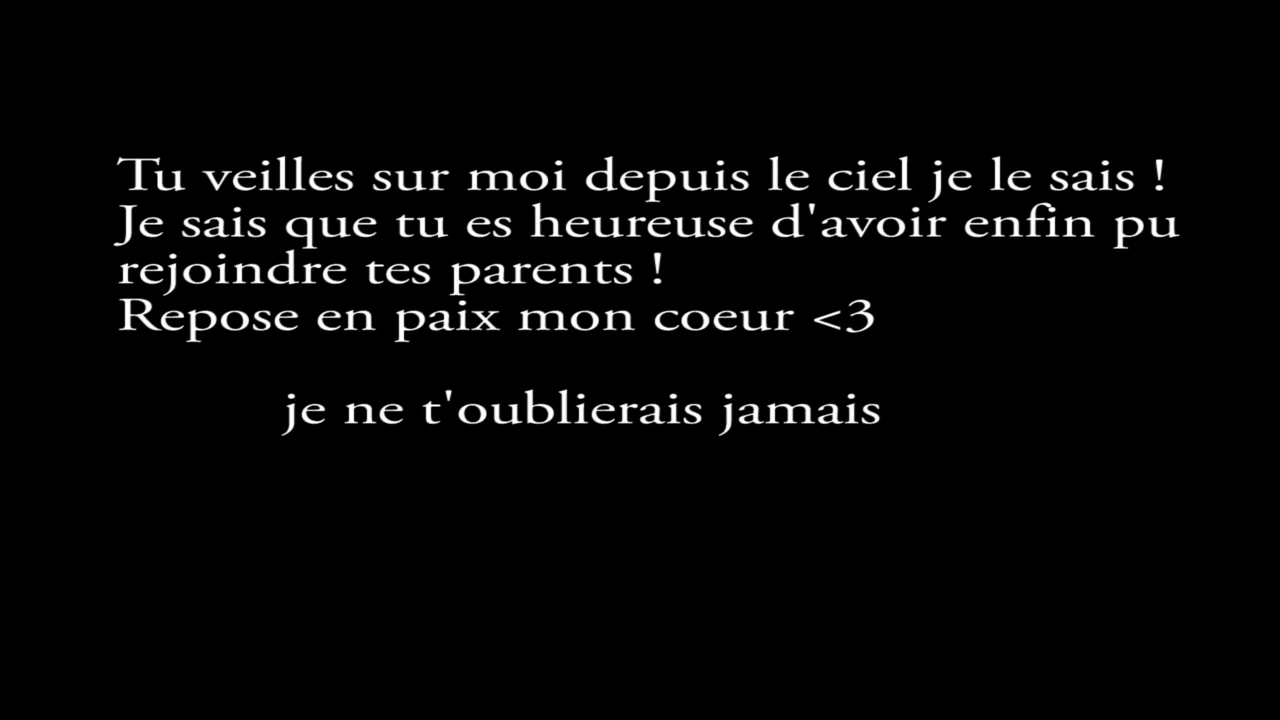 Tu veilles sur moi depuis le ciel je le sais !
Je sais que tu es heureuse d'avoir enfin pu
rejoindre tes parents !
Repose en paix mon coeur <3
je ne t'oublierais jamais